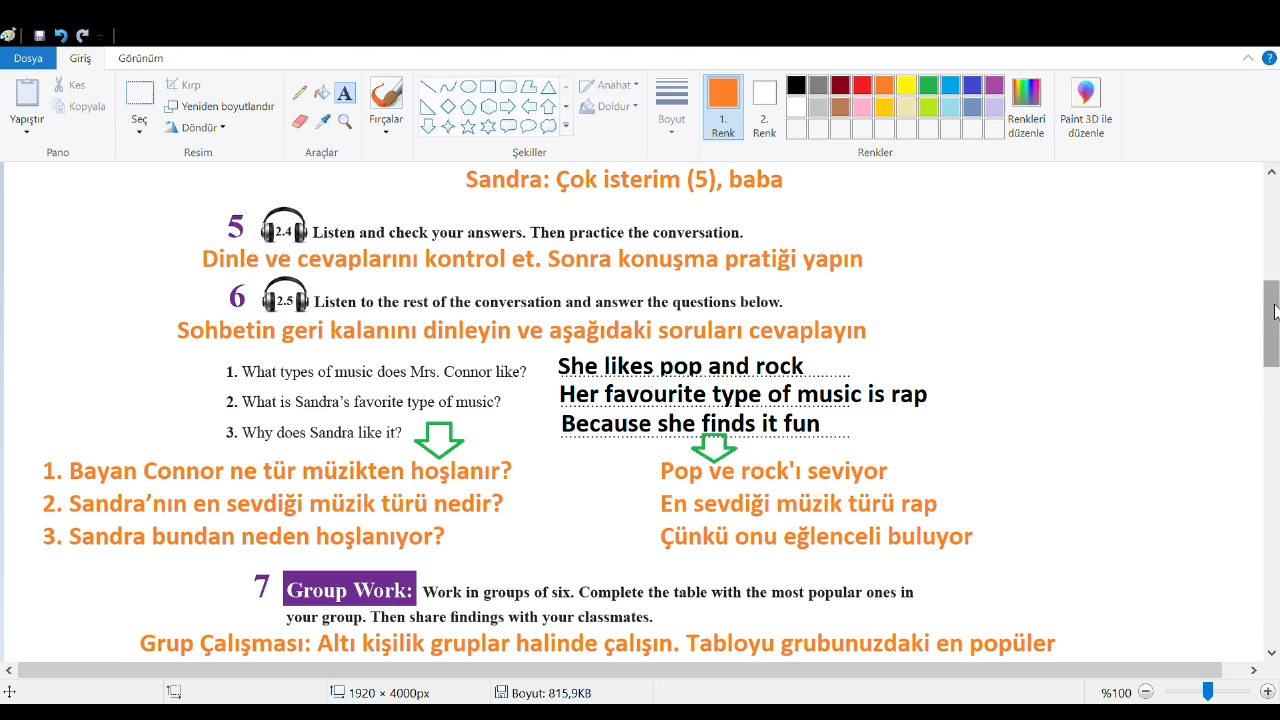 Dosya Giriş Görünüm
Yapıştır
Kes
Kopyala
Pano
Seç
Kırp
Yeniden boyutlandır
Döndür
Resim
A
Araçlar
Fırçalar
Anahat
Doldur
Şekiller
Boyut
1. Renk
2. Renk
Renkleri düzenle
Renkler
Paint 3D ile düzenle
Sandra: Çok isterim (5), baba
5 2.4 Listen and check your answers. Then practice the conversation.
Dinle ve cevaplarını kontrol et. Sonra konuşma pratiği yapın
6 2.5 Listen to the rest of the conversation and answer the questions below.
Sohbetin geri kalanını dinleyin ve aşağıdaki soruları cevaplayın
1. What types of music does Mrs. Connor like? She likes pop and rock
2. What is Sandra's favorite type of music? Her favourite type of music is rap
3. Why does Sandra like it? Because she finds it fun
1. Bayan Connor ne tür müzikten hoşlanır? Pop ve rock'ı seviyor
2. Sandra’nın en sevdiği müzik türü nedir? En sevdiği müzik türü rap
3. Sandra bundan neden hoşlanıyor? Çünkü onu eğlenceli buluyor
7 Group Work: Work in groups of six. Complete the table with the most popular ones in
your group. Then share findings with your classmates.
Grup Çalışması: Altı kişilik gruplar halinde çalışın. Tabloyu grubunuzdaki en popüler
1920 × 4000px Boyut: 815,9KB %100